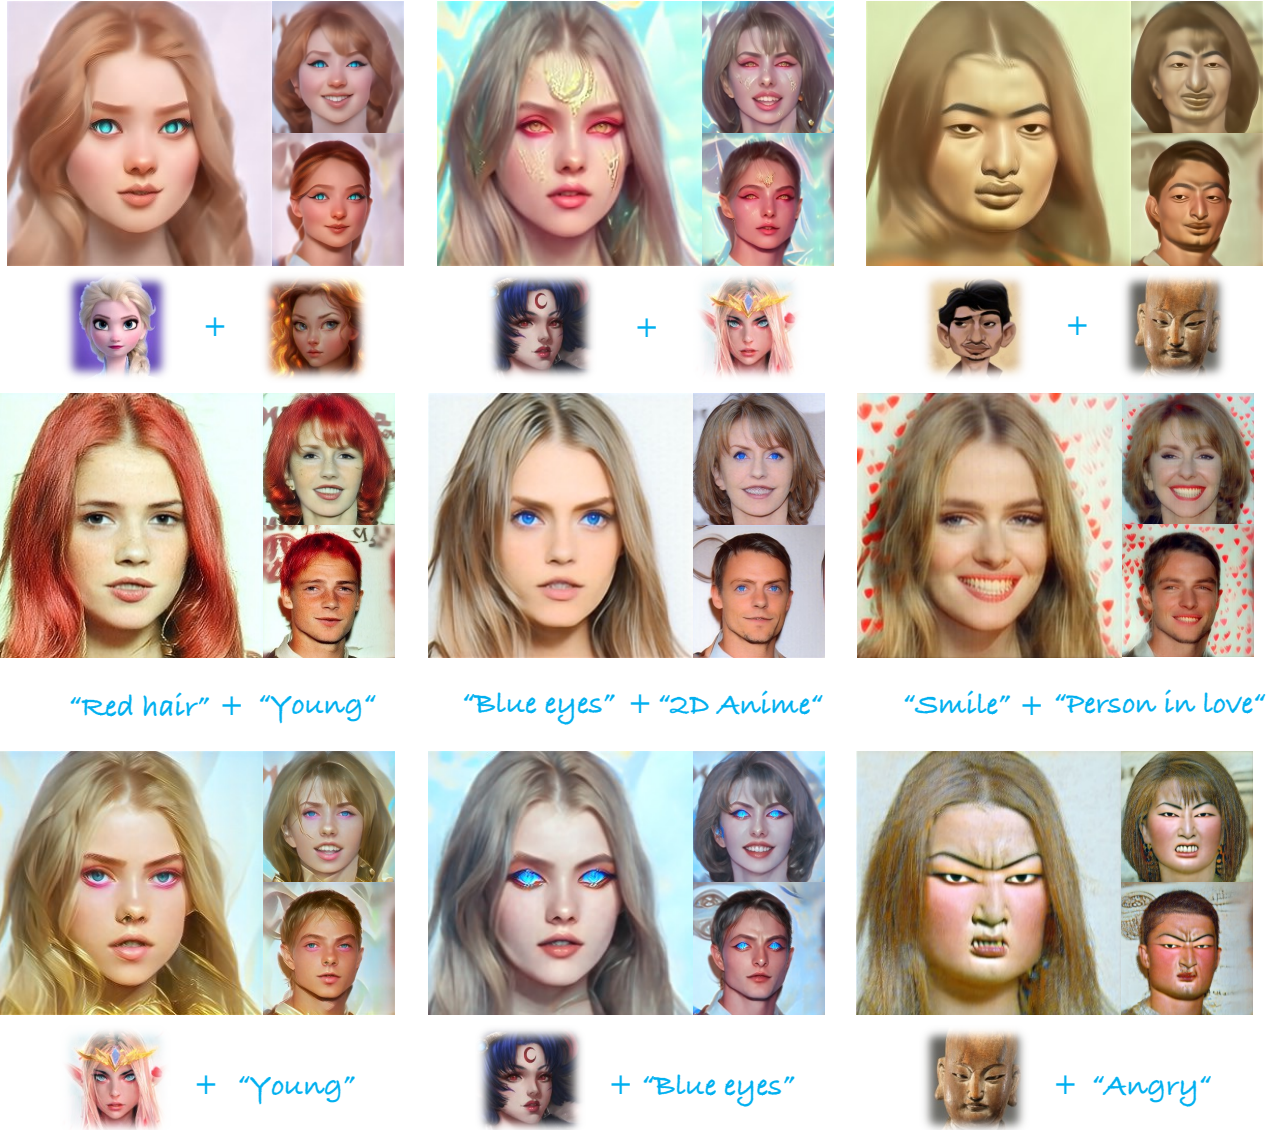 + + +
“Red hair” + “Young“ “Blue eyes” + “2D Anime“ “Smile” + “Person in love“
+ “Young” + “Blue eyes” + “Angry“